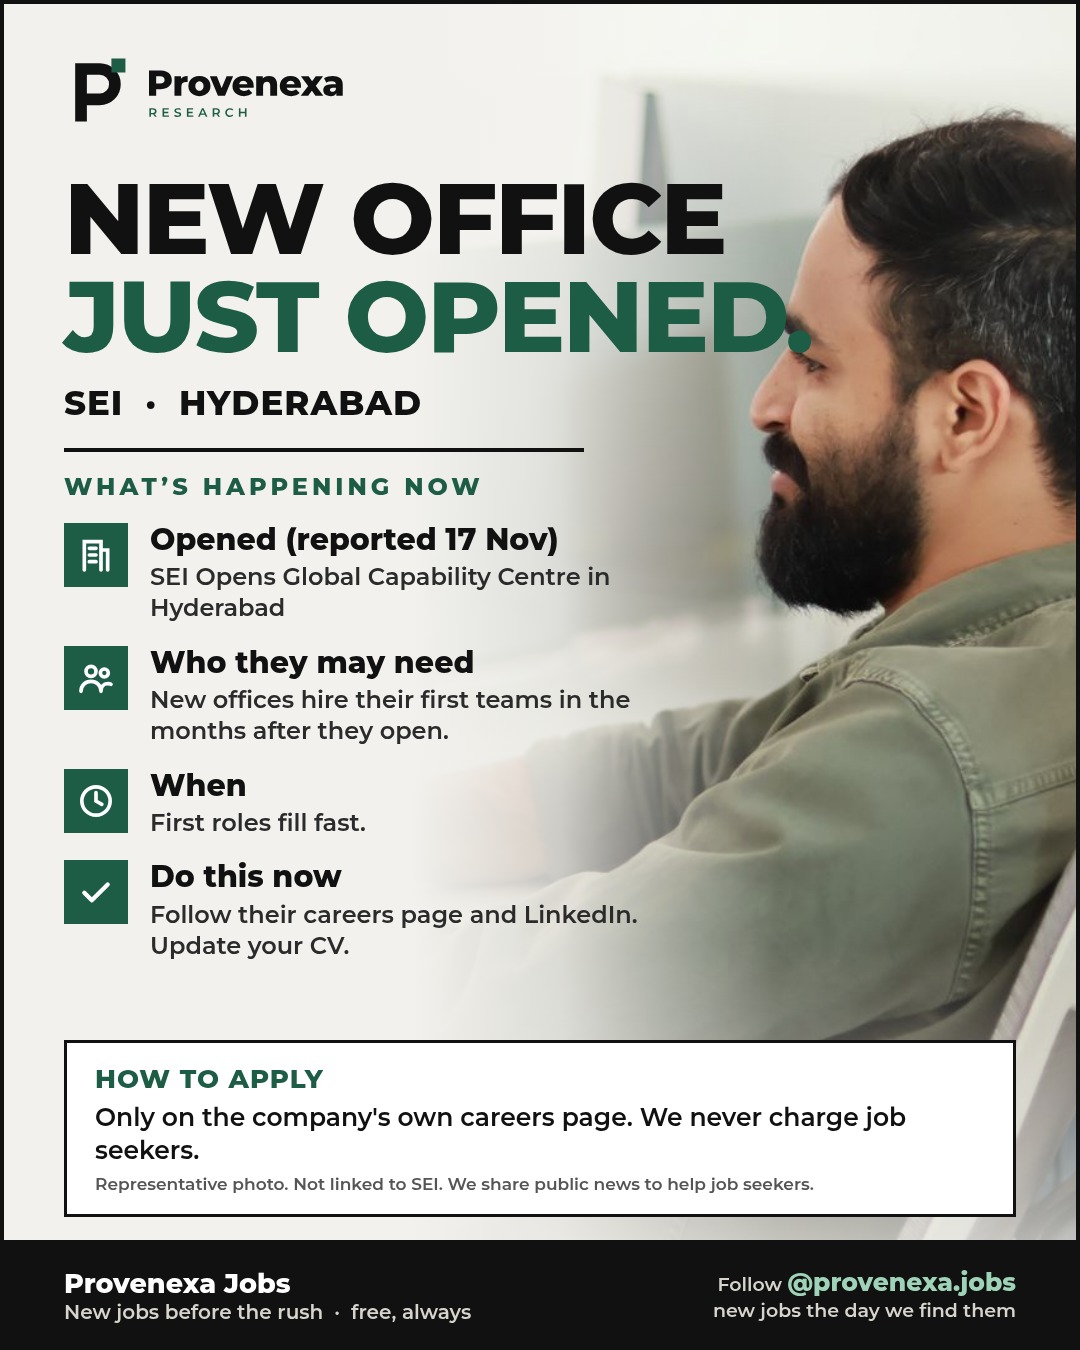 Provenexa
RESEARCH
NEW OFFICE
JUST OPENED.
SEI · HYDERABAD
WHAT’S HAPPENING NOW
Opened (reported 17 Nov)
SEI Opens Global Capability Centre in
Hyderabad
Who they may need
New offices hire their first teams in the
months after they open.
When
First roles fill fast.
Do this now
Follow their careers page and LinkedIn.
Update your CV.
HOW TO APPLY
Only on the company's own careers page. We never charge job
seekers.
Representative photo. Not linked to SEI. We share public news to help job seekers.
Provenexa Jobs
New jobs before the rush · free, always
Follow @provenexa.jobs
new jobs the day we find them